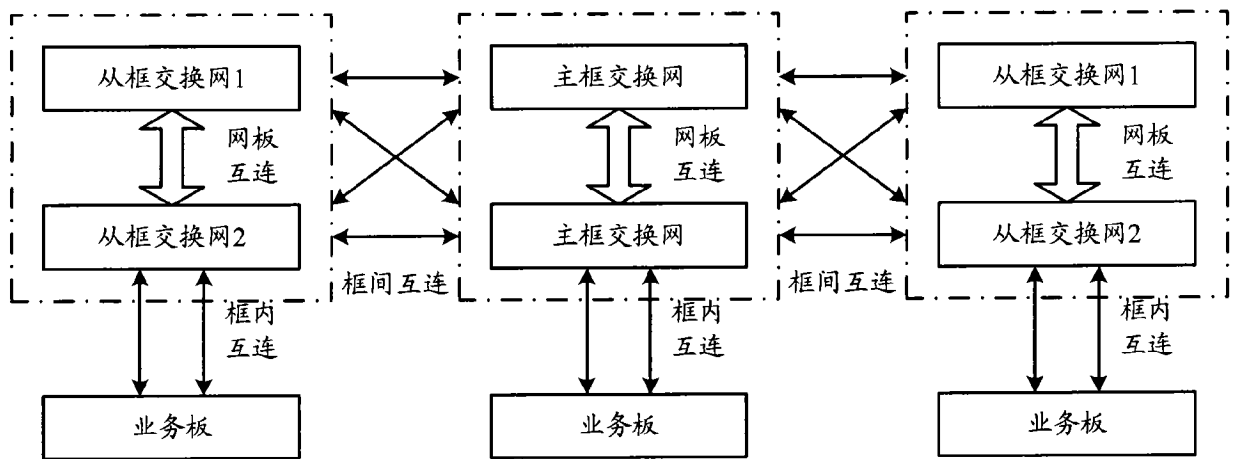 从框交换网1
主框交换网
从框交换网1
网板
互连
网板
互连
网板
互连
从框交换网2
主框交换网
从框交换网2
框间互连
框间互连
框内
互连
框内
互连
框内
互连
业务板
业务板
业务板